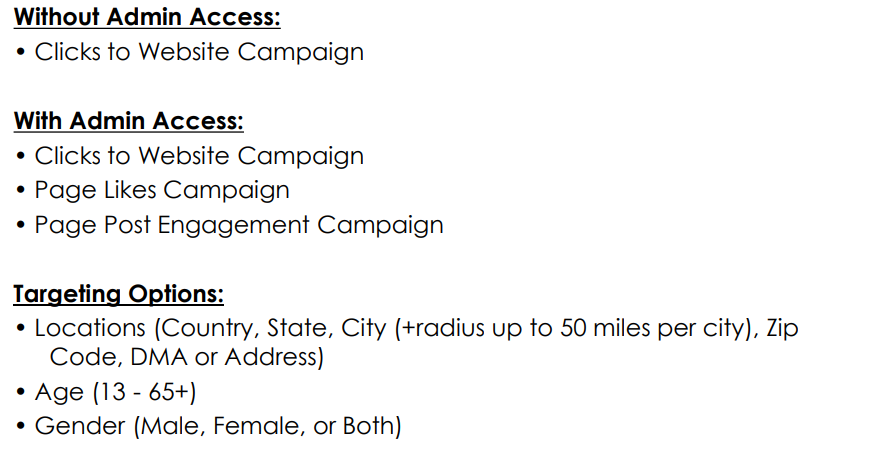 Without Admin Access:
• Clicks to Website Campaign
With Admin Access:
• Clicks to Website Campaign
• Page Likes Campaign
• Page Post Engagement Campaign
Targeting Options:
• Locations (Country, State, City (+radius up to 50 miles per city), Zip
Code, DMA or Address)
• Age (13 - 65+)
• Gender (Male, Female, or Both)